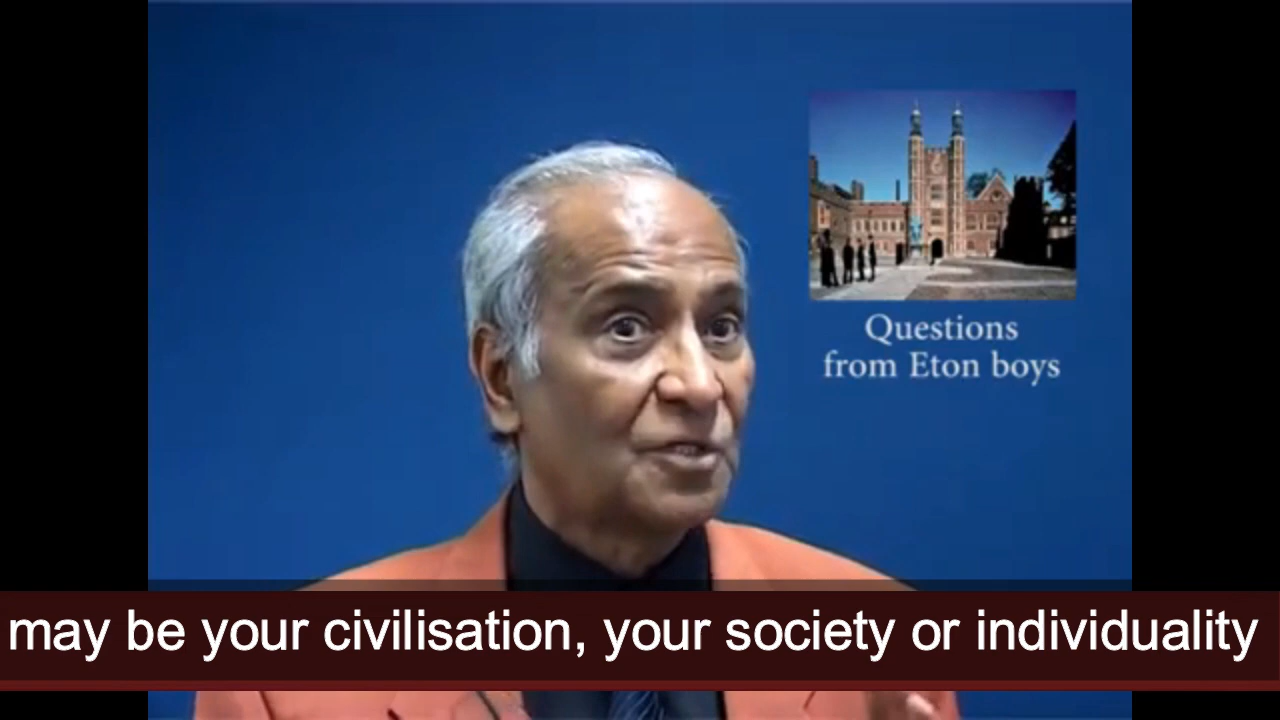 Questions
from Eton boys
may be your civilisation, your society or individuality